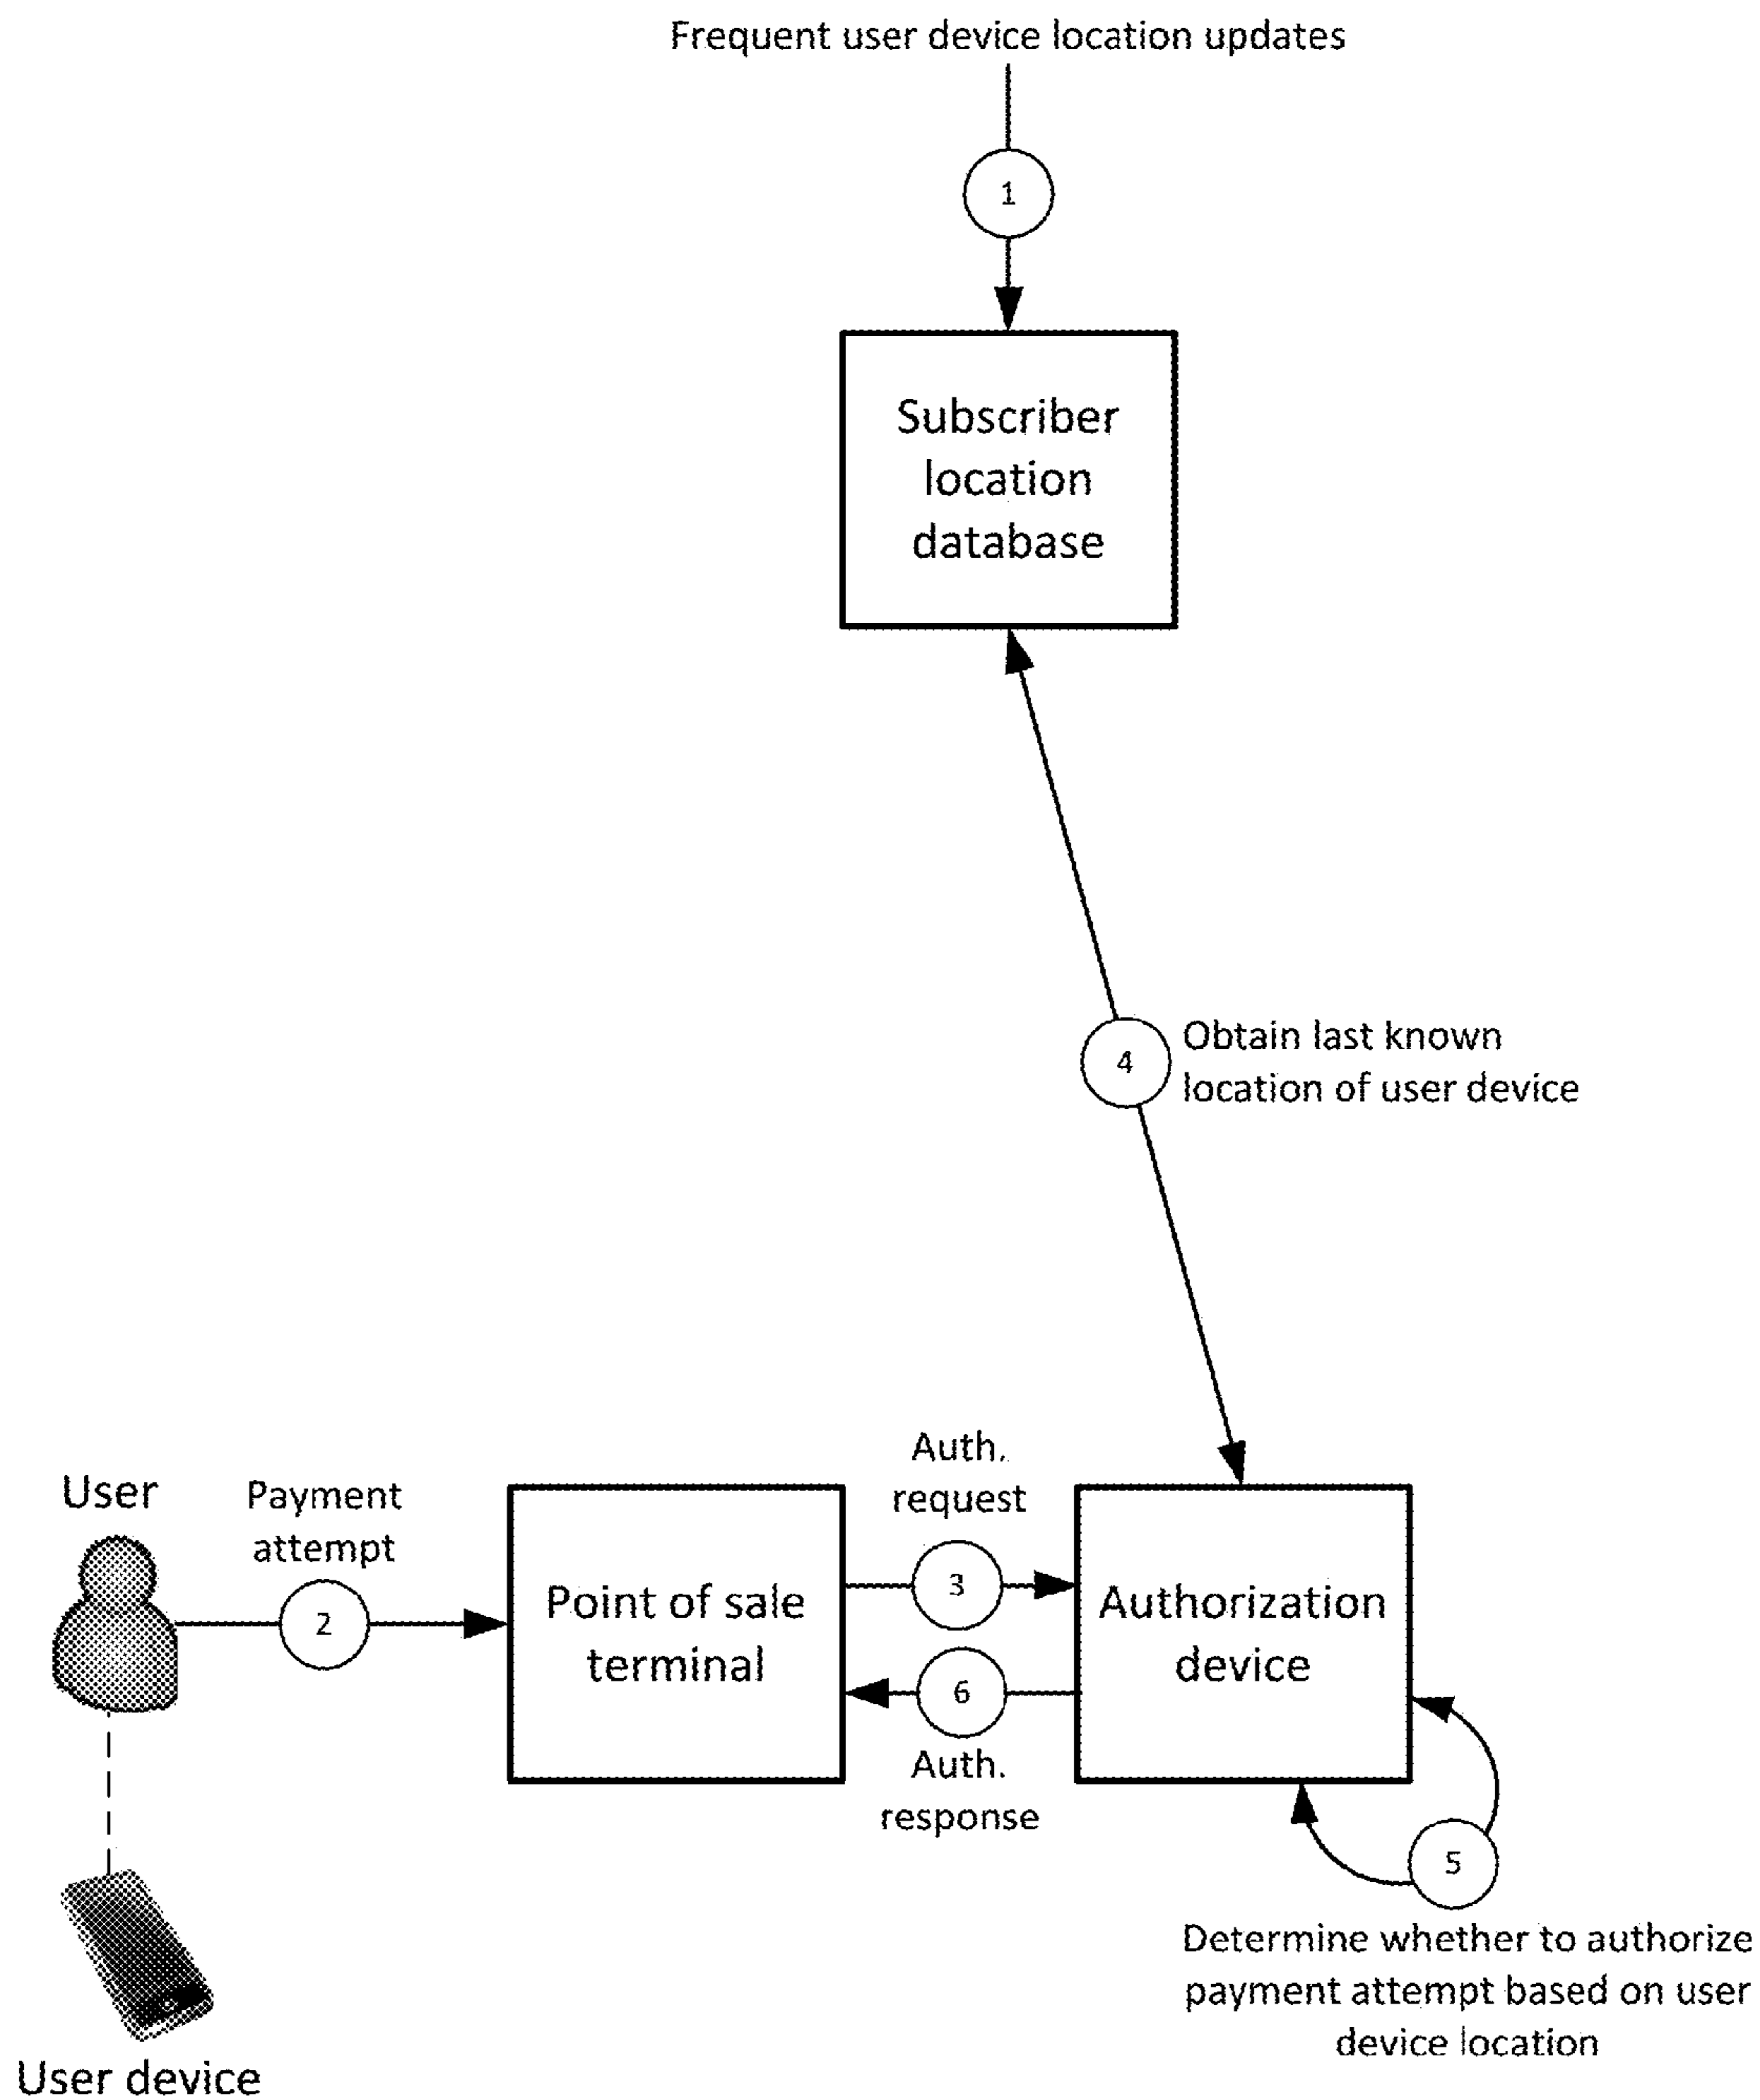 Frequent user device location updates
1
Subscriber
location
database
4
Obtain last known
location of user device
User
Payment
attempt
2
Point of sale
terminal
Auth.
request
3
6
Auth.
response
Authorization
device
5
Determine whether to authorize
payment attempt based on user
device location
User device